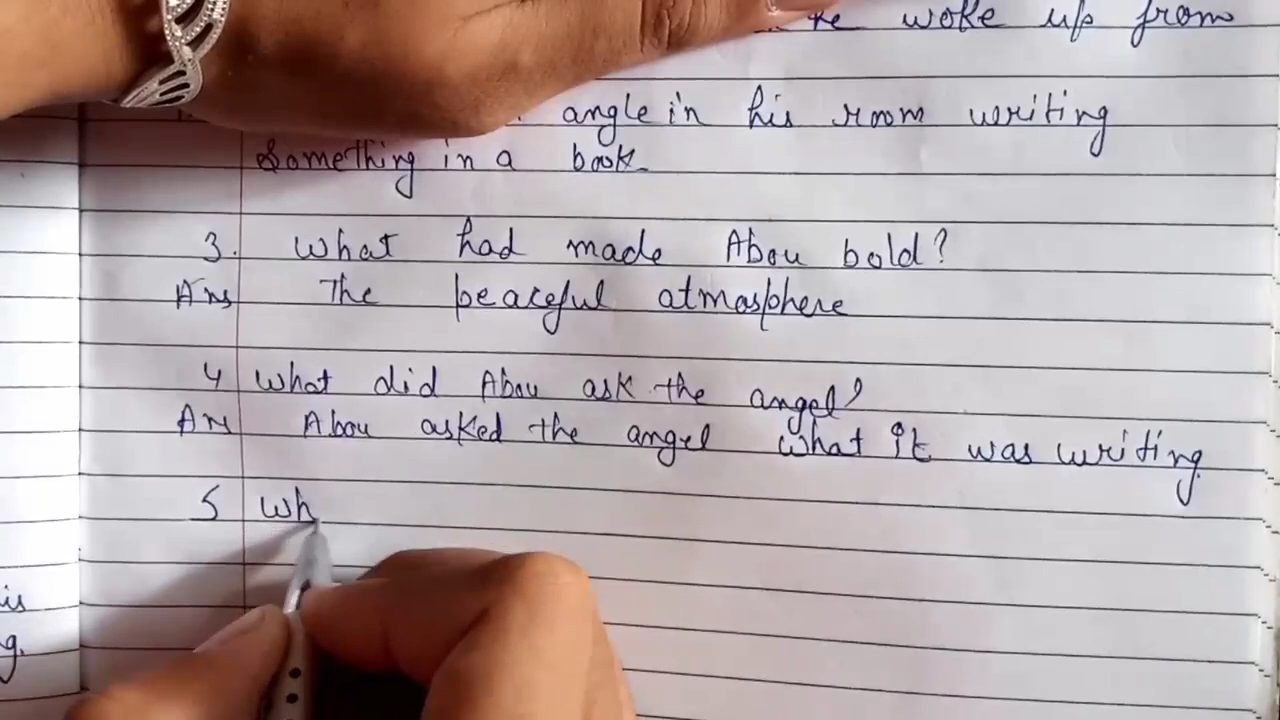 woke up from
angle in his room writing
Something in a book.
3. What had made Abou bold?
Ans The peaceful atmosphere
4 What did Abou ask the angel?
Ans Abou asked the angel what it was writing.
5 Wh
is
g.